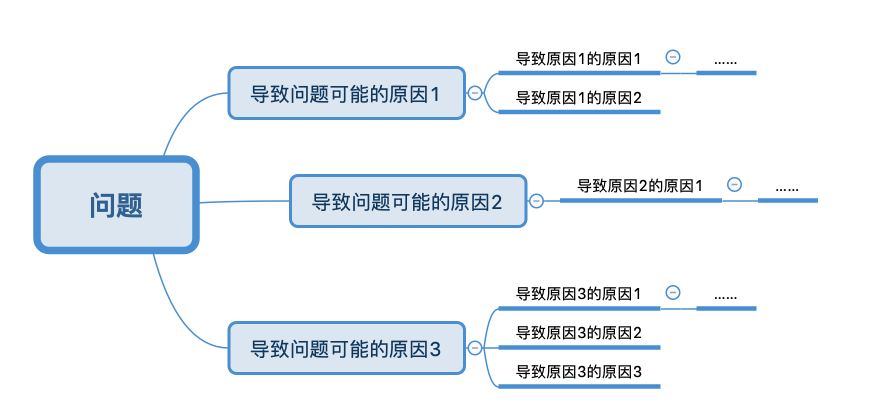 问题
导致问题可能的原因1
导致原因1的原因1
......
导致原因1的原因2
导致问题可能的原因2
导致原因2的原因1
......
导致问题可能的原因3
导致原因3的原因1
......
导致原因3的原因2
导致原因3的原因3